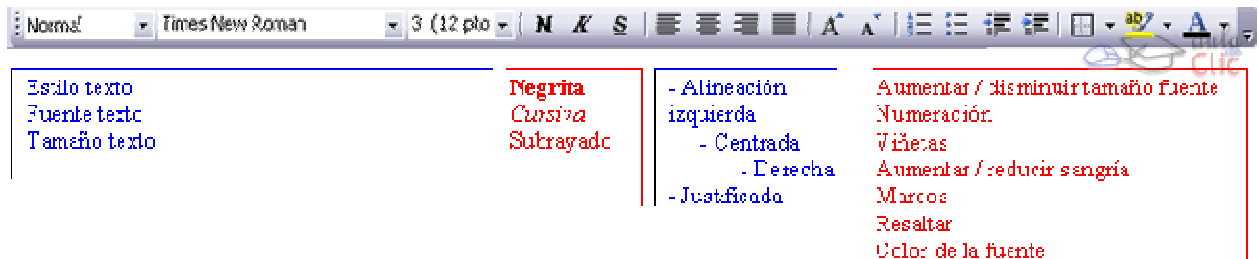 Normal Times New Roman 3 (12 pto N K S
aula
Clic
Estilo texto
Fuente texto
Tamaño texto
Negrita
Cursiva
Subrayado
- Alineación
izquierda
- Centrada
- Derecha
- Justificada
Aumentar / disminuir tamaño fuente
Numeración
Viñetas
Aumentar / reducir sangría
Marcos
Resaltar
Color de la fuente